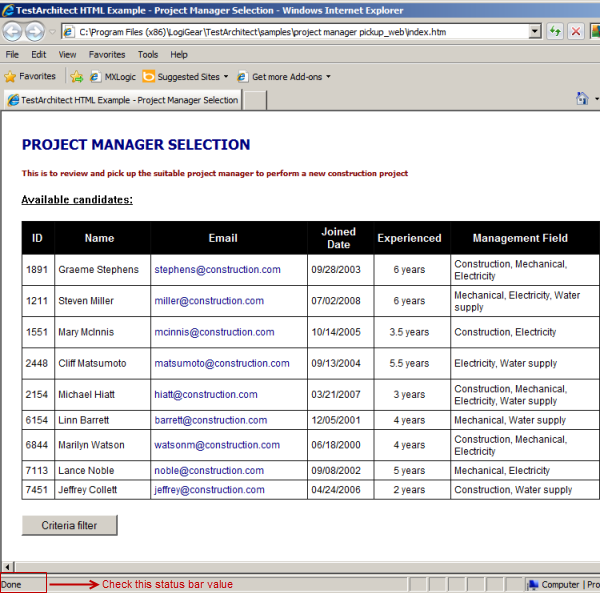 TestArchitect HTML Example - Project Manager Selection - Windows Internet Explorer
C:\Program Files (x86)\LogiGear\TestArchitect\samples\project manager pickup_web\index.htm
File Edit View Favorites Tools Help
Favorites MXLogic Suggested Sites Get more Add-ons
TestArchitect HTML Example - Project Manager Selection
PROJECT MANAGER SELECTION
This is to review and pick up the suitable project manager to perform a new construction project
Available candidates:
ID Name Email Joined Date Experienced Management Field
1891 Graeme Stephens stephens@construction.com 09/28/2003 6 years Construction, Mechanical, Electricity
1211 Steven Miller miller@construction.com 07/02/2008 6 years Mechanical, Electricity, Water supply
1551 Mary McInnis mcinnis@construction.com 10/14/2005 3.5 years Construction, Electricity
2448 Cliff Matsumoto matsumoto@construction.com 09/13/2004 5.5 years Electricity, Water supply
2154 Michael Hiatt hiatt@construction.com 03/21/2007 3 years Construction, Mechanical, Electricity, Water supply
6154 Linn Barrett barrett@construction.com 12/05/2001 4 years Mechanical, Water supply
6844 Marilyn Watson watsonm@construction.com 06/18/2000 4 years Construction, Mechanical, Electricity
7113 Lance Noble noble@construction.com 09/08/2002 5 years Mechanical, Electricity
7451 Jeffrey Collett jeffrey@construction.com 04/24/2006 2 years Construction, Water supply
Criteria filter
Done Check this status bar value Computer | Pro